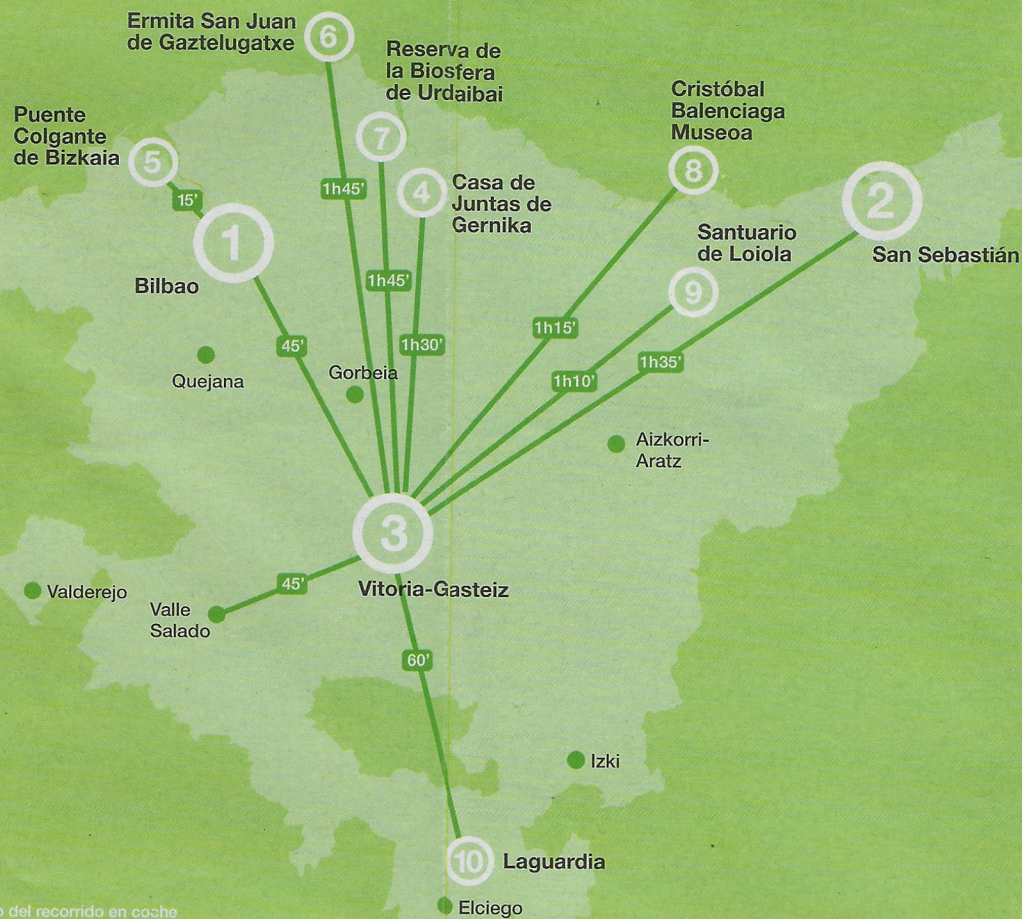 Ermita San Juan
de Gaztelugatxe
6
Reserva de
la Biosfera
de Urdaibai
7
Cristóbal
Balenciaga
Museoa
8
Puente
Colgante
de Bizkaia
5
15'
1h45'
4
Casa de
Juntas de
Gernika
2
San Sebastián
Santuario
de Loiola
9
1
Bilbao
1h45'
1h15'
45'
1h30'
1h35'
1h10'
Quejana
Gorbeia
Aizkorri-
Aratz
3
Vitoria-Gasteiz
45'
Valderejo
Valle
Salado
60'
Izki
10
Laguardia
Elciego
del recorrido en coche